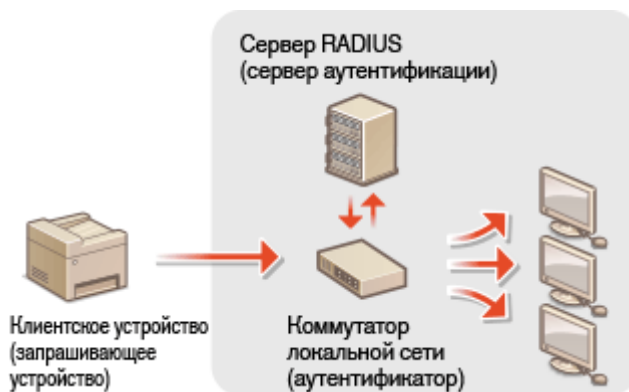 Сервер RADIUS
(сервер аутентификации)
Клиентское устройство
(запрашивающее
устройство)
Коммутатор
локальной сети
(аутентификатор)